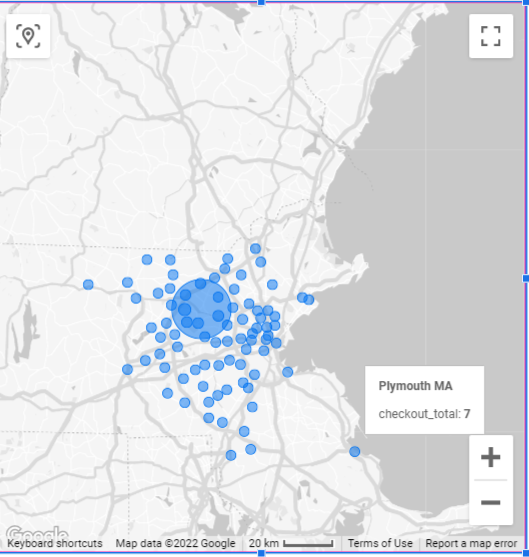 Plymouth MA
checkout_total: 7
Google
Keyboard shortcuts
Map data ©2022 Google
20 km
Terms of Use
Report a map error